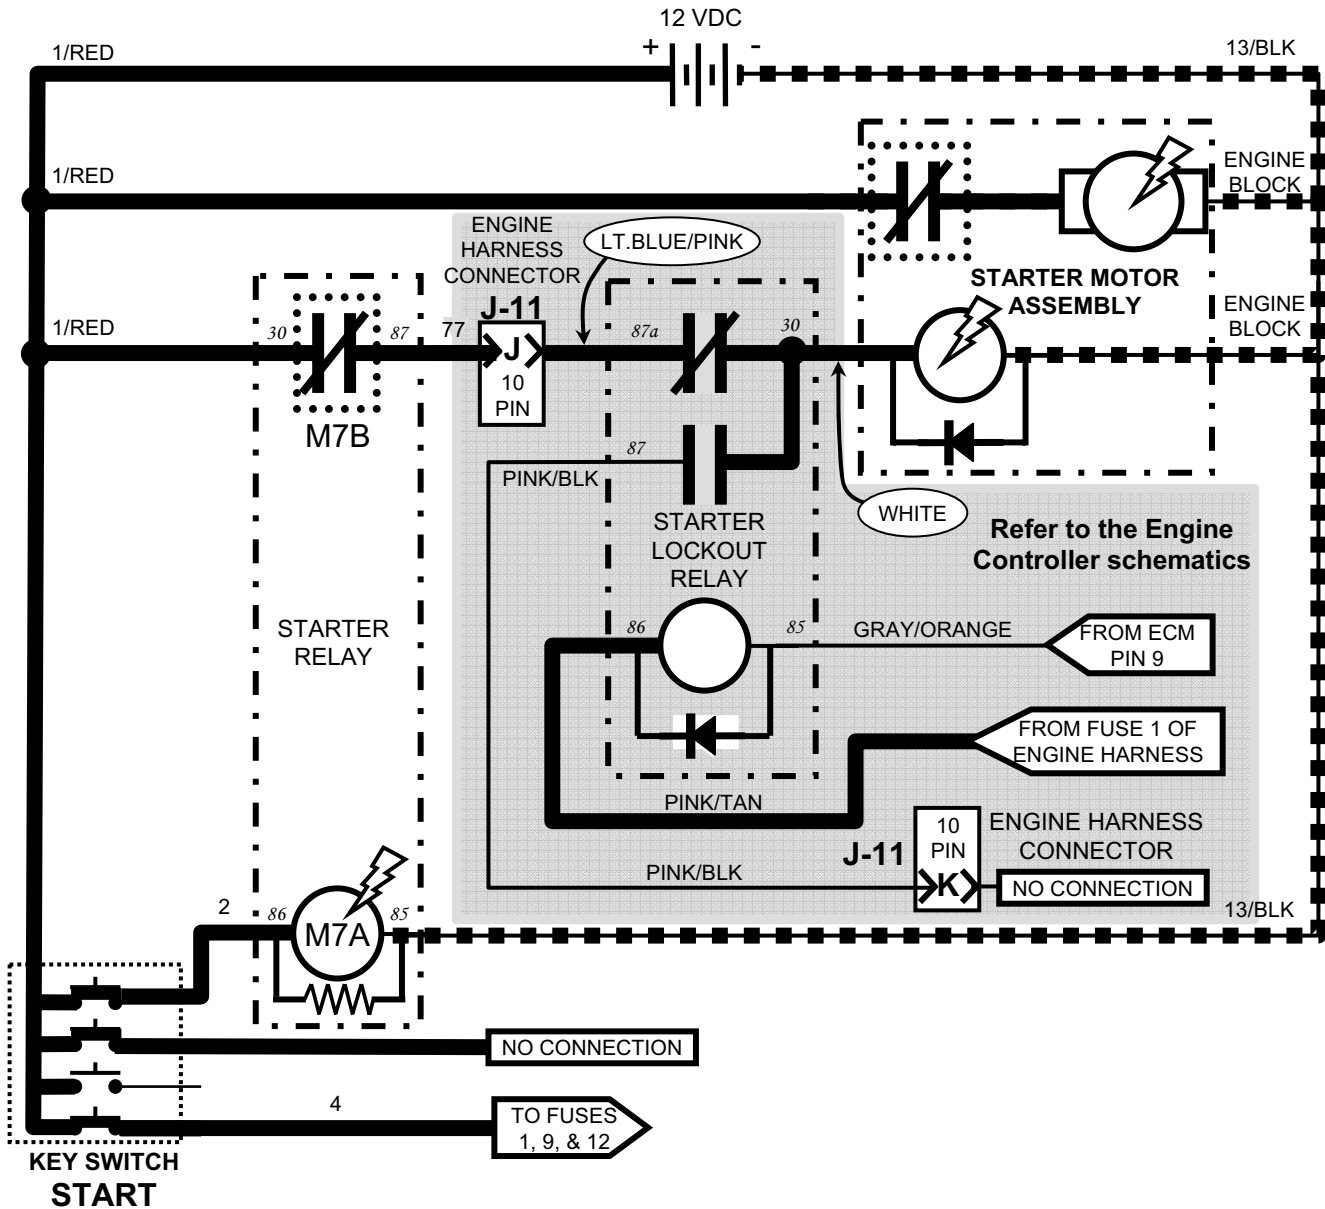 12 VDC
+ -
1/RED
13/BLK
1/RED
ENGINE
BLOCK
ENGINE
HARNESS
CONNECTOR
LT.BLUE/PINK
STARTER MOTOR
ASSEMBLY
ENGINE
BLOCK
1/RED
30
87
77
J-11
J
10
PIN
87a
30
M7B
87
PINK/BLK
WHITE
STARTER
LOCKOUT
RELAY
Refer to the Engine
Controller schematics
STARTER
RELAY
86
85
GRAY/ORANGE
FROM ECM
PIN 9
FROM FUSE 1 OF
ENGINE HARNESS
PINK/TAN
10
PIN
J-11
K
ENGINE HARNESS
CONNECTOR
PINK/BLK
NO CONNECTION
13/BLK
2
86
M7A
85
NO CONNECTION
4
TO FUSES
1, 9, & 12
KEY SWITCH
START